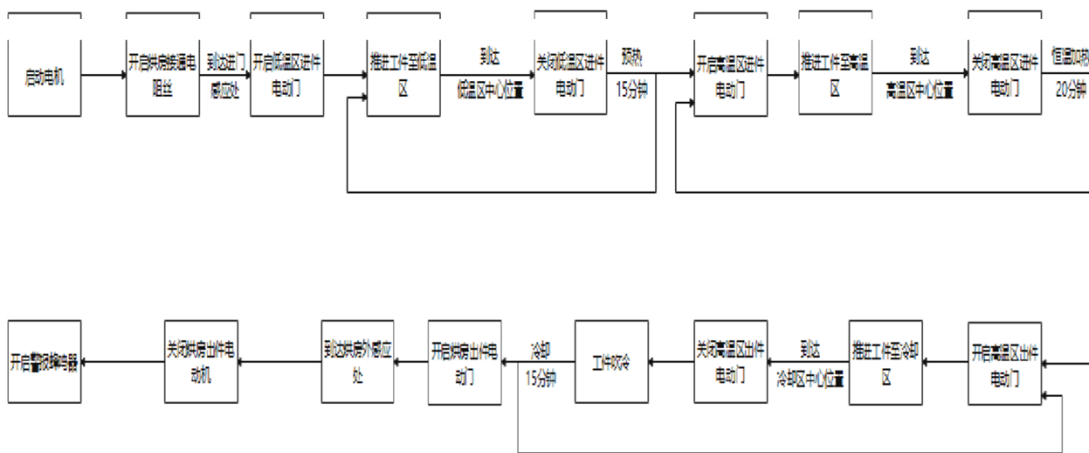 启动电机
开启烘房接通电
阻丝
到达进门
感应处
开启低温区进件
电动门
推进工件至低温
区
到达
低温区中心位置
关闭低温区进件
电动门
预热
15分钟
开启高温区进件
电动门
推进工件至高温
区
到达
高温区中心位置
关闭高温区进件
电动门
恒温加热
20分钟
开启警报蜂鸣器
关闭烘房出件电
动机
到达烘房外感应
处
开启烘房出件电
动门
冷却
15分钟
工件吹冷
关闭高温区出件
电动门
到达
冷却区中心位置
推进工件至冷却
区
开启高温区出件
电动门